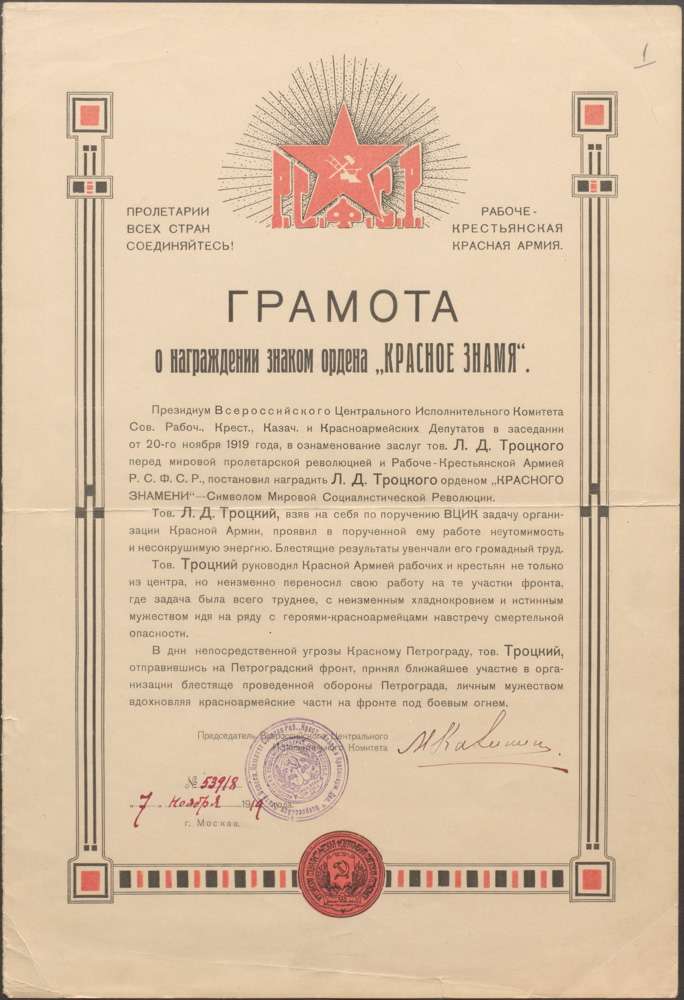 1
Р.С.Ф.С.Р.
ПРОЛЕТАРИИ
ВСЕХ СТРАН
СОЕДИНЯЙТЕСЬ!
РАБОЧЕ-
КРЕСТЬЯНСКАЯ
КРАСНАЯ АРМИЯ.
ГРАМОТА
о награждении знаком ордена „КРАСНОЕ ЗНАМЯ“.
Президиум Всероссийского Центрального Исполнительного Комитета
Сов. Рабоч., Крест., Казач. и Красноармейских Депутатов в заседании
от 20-го ноября 1919 года, в ознаменование заслуг тов. Л. Д. Троцкого
перед мировой пролетарской революцией и Рабоче-Крестьянской Армией
Р. С. Ф. С. Р., постановил наградить Л. Д. Троцкого орденом „КРАСНОГО
ЗНАМЕНИ“—Символом Мировой Социалистической Революции.
Тов. Л. Д. Троцкий, взяв на себя по поручению ВЦИК задачу органи-
зации Красной Армии, проявил в порученной ему работе неутомимость
и несокрушимую энергию. Блестящие результаты увенчали его громадный труд.
Тов. Троцкий руководил Красной Армией рабочих и крестьян не только
из центра, но неизменно переносил свою работу на те участки фронта,
где задача была всего труднее, с неизменным хладнокровием и истинным
мужеством идя на ряду с героями-красноармейцами навстречу смертельной
опасности.
В дни непосредственной угрозы Красному Петрограду, тов. Троцкий,
отправившись на Петроградский фронт, принял ближайшее участие в орга-
низации блестяще проведенной обороны Петрограда, личным мужеством
вдохновляя красноармейские части на фронте под боевым огнем.
Председатель Всероссийского Центрального
Исполнительного Комитета
М Калинин.
№ 53918
„7“ ноября 1919 года.
г. Москва.